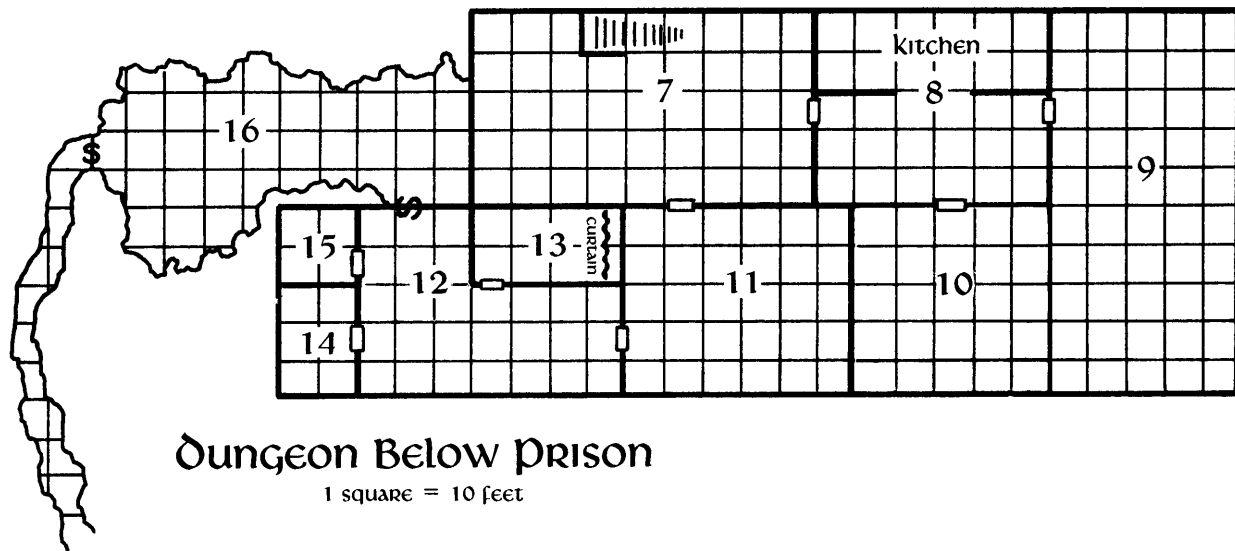 kitchen
7
8
16
$
9
15
13
curtain
S
12
11
10
14
Dungeon Below Prison
1 square = 10 feet